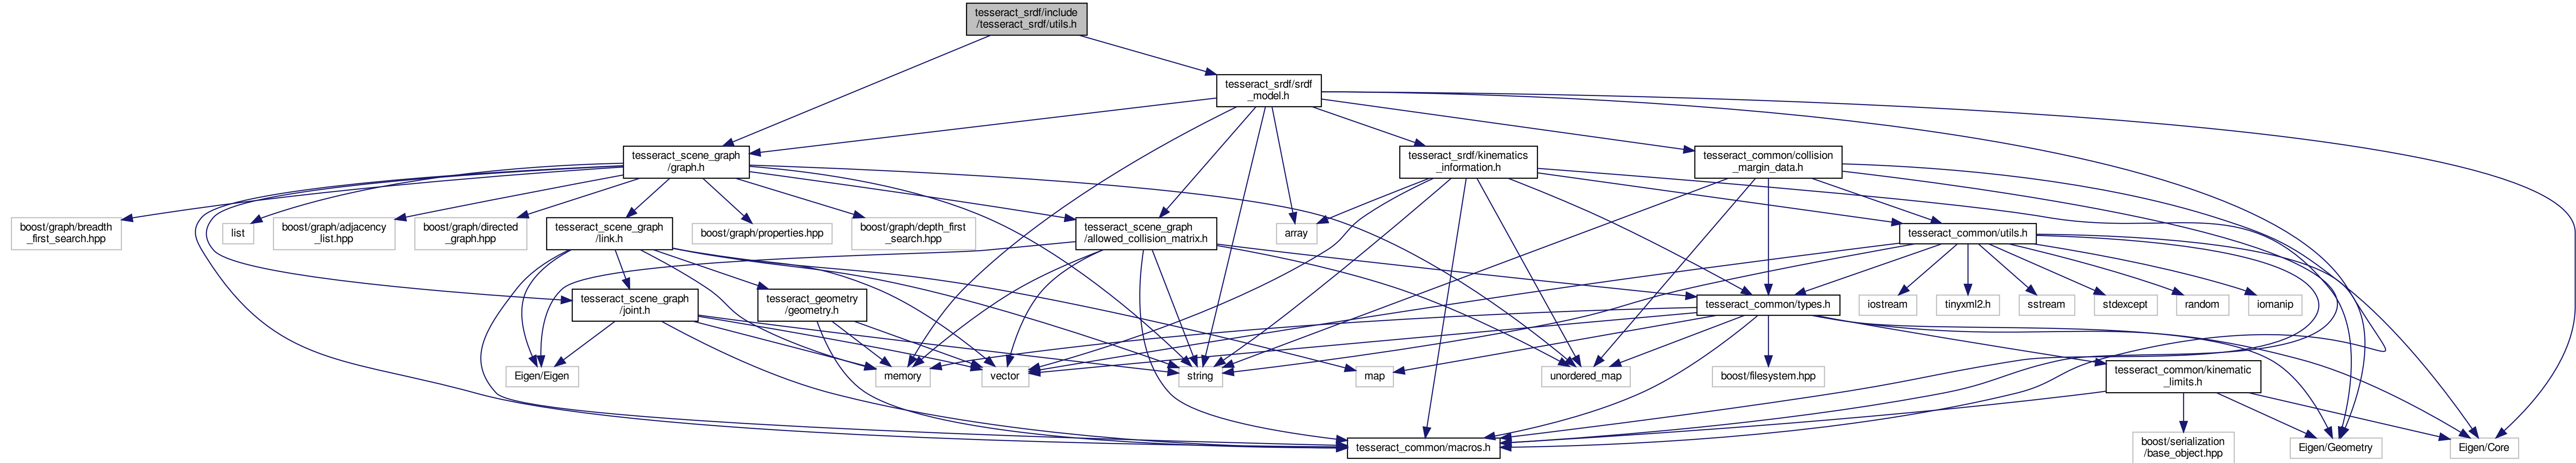 tesseract_srdf/include
/tesseract_srdf/utils.h
tesseract_srdf/srdf
_model.h
tesseract_scene_graph
/graph.h
tesseract_srdf/kinematics
_information.h
tesseract_common/collision
_margin_data.h
boost/graph/breadth
_first_search.hpp
list
boost/graph/adjacency
_list.hpp
boost/graph/directed
_graph.hpp
tesseract_scene_graph
/link.h
boost/graph/properties.hpp
boost/graph/depth_first
_search.hpp
tesseract_scene_graph
/allowed_collision_matrix.h
array
tesseract_common/utils.h
tesseract_scene_graph
/joint.h
tesseract_geometry
/geometry.h
tesseract_common/types.h
iostream
tinyxml2.h
sstream
stdexcept
random
iomanip
Eigen/Eigen
memory
vector
string
map
unordered_map
boost/filesystem.hpp
tesseract_common/kinematic
_limits.h
tesseract_common/macros.h
boost/serialization
/base_object.hpp
Eigen/Geometry
Eigen/Core